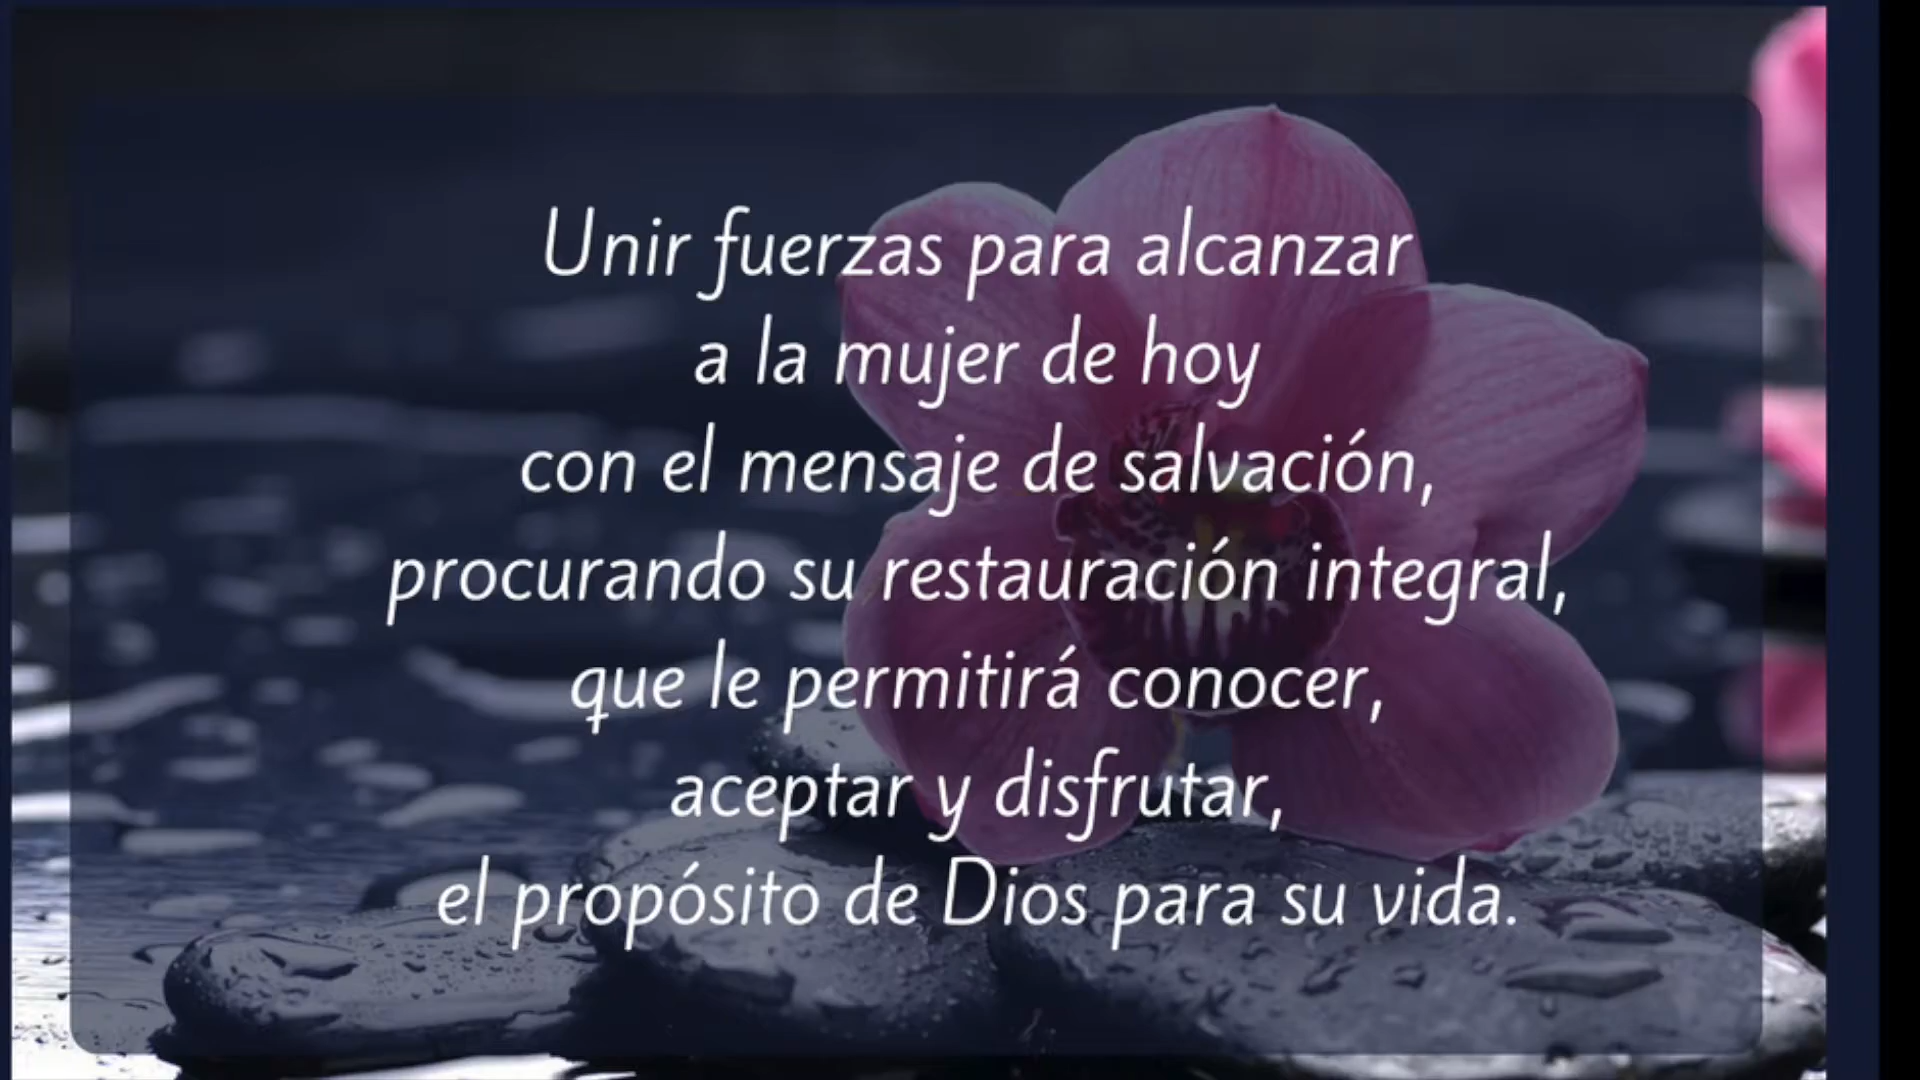 Unir fuerzas para alcanzar
a la mujer de hoy
con el mensaje de salvación,
procurando su restauración integral,
que le permitirá conocer,
aceptar y disfrutar,
el propósito de Dios para su vida.